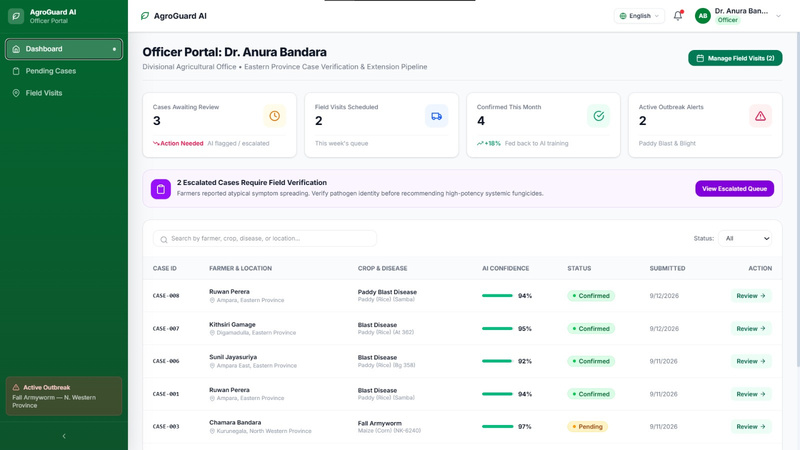 AgroGuard AI
Officer Portal
Dashboard
Pending Cases
Field Visits
Active Outbreak
Fall Armyworm — N. Western
Province
AgroGuard AI
English
AB
Dr. Anura Ban...
Officer
Officer Portal: Dr. Anura Bandara
Divisional Agricultural Office • Eastern Province Case Verification & Extension Pipeline
Manage Field Visits (2)
Cases Awaiting Review
3
Action Needed AI flagged / escalated
Field Visits Scheduled
2
This week's queue
Confirmed This Month
4
+18% Fed back to AI training
Active Outbreak Alerts
2
Paddy Blast & Blight
2 Escalated Cases Require Field Verification
Farmers reported atypical symptom spreading. Verify pathogen identity before recommending high-potency systemic fungicides.
View Escalated Queue
Search by farmer, crop, disease, or location...
Status: All
CASE ID FARMER & LOCATION CROP & DISEASE AI CONFIDENCE STATUS SUBMITTED ACTION
CASE-008 Ruwan Perera Paddy Blast Disease 94% Confirmed 9/12/2026 Review →
Ampara, Eastern Province Paddy (Rice) (Samba)
CASE-007 Kithsiri Gamage Blast Disease 95% Confirmed 9/12/2026 Review →
Digamadulla, Eastern Province Paddy (Rice) (At 362)
CASE-006 Sunil Jayasuriya Blast Disease 92% Confirmed 9/11/2026 Review →
Ampara East, Eastern Province Paddy (Rice) (Bg 358)
CASE-001 Ruwan Perera Blast Disease 94% Confirmed 9/11/2026 Review →
Ampara, Eastern Province Paddy (Rice) (Samba)
CASE-003 Chamara Bandara Fall Armyworm 97% Pending 9/11/2026 Review →
Kurunegala, North Western Province Maize (Corn) (NK-6240)